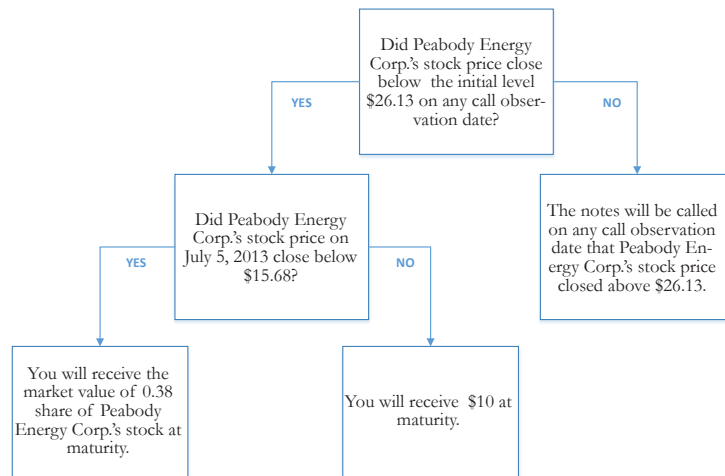 Did Peabody Energy
Corp.'s stock price close
below the initial level
$26.13 on any call obser-
vation date?
YES
NO
Did Peabody Energy
Corp.'s stock price on
July 5, 2013 close below
$15.68?
The notes will be called
on any call observation
date that Peabody En-
ergy Corp.'s stock price
closed above $26.13.
YES
NO
You will receive the
market value of 0.38
share of Peabody
Energy Corp.'s stock at
maturity.
You will receive $10 at
maturity.